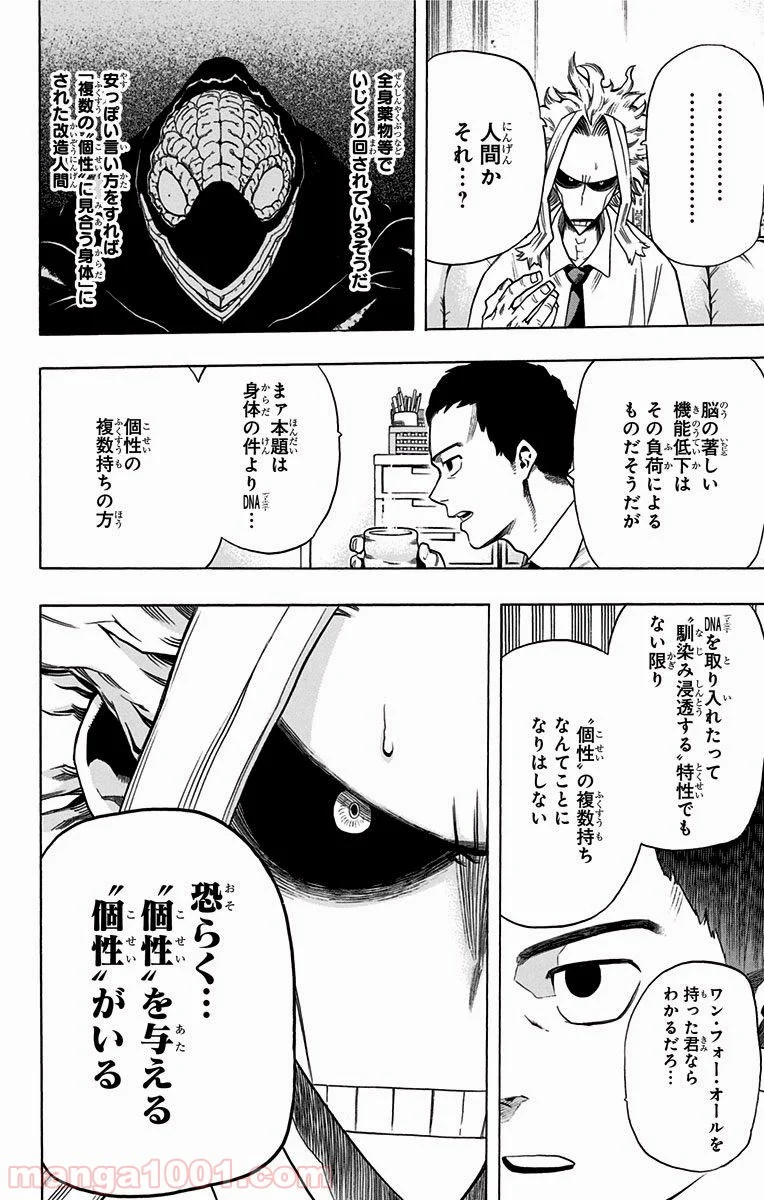 ………………
人間か
それ…?
全身薬物等で
いじくり回されているそうだ
安っぽい言い方をすれば
「複数の〝個性〟に見合う身体」に
された改造人間
脳の著しい
機能低下は
その負荷による
ものだそうだが
まァ本題は
身体の件よりDNA…
個性の
複数持ちの方
DNAを取り入れたって
〝馴染み浸透する〟特性でも
ない限り
〝個性〟の複数持ち
なんてことに
なりはしない
ワン・フォー・オールを
持った君なら
わかるだろ…
恐らく…
〝個性〟を与える
〝個性〟がいる
manga1001.com